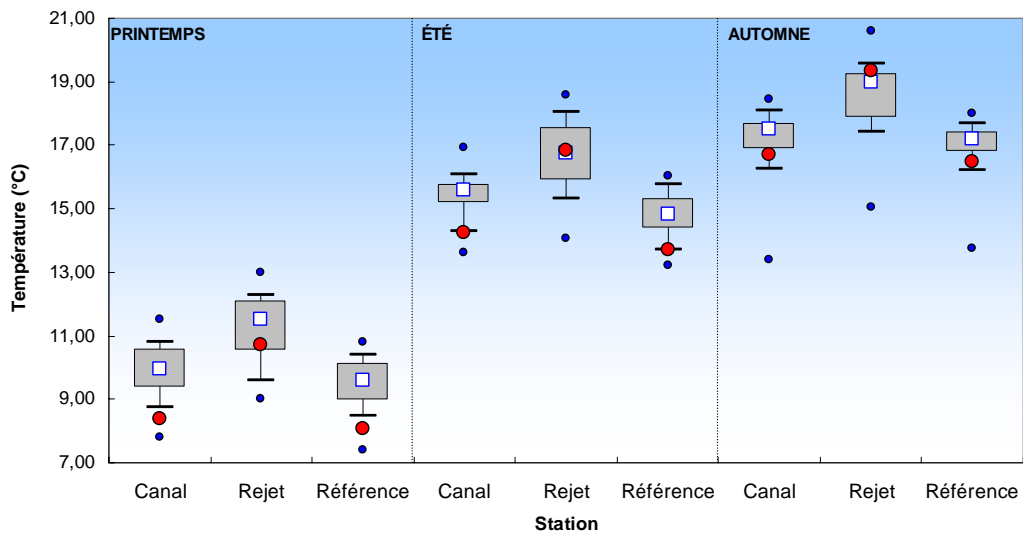 21,00
19,00
17,00
15,00
13,00
11,00
9,00
7,00
Température (°C)
PRINTEMPS ÉTÉ AUTOMNE
Canal Rejet Référence Canal Rejet Référence Canal Rejet Référence
Station